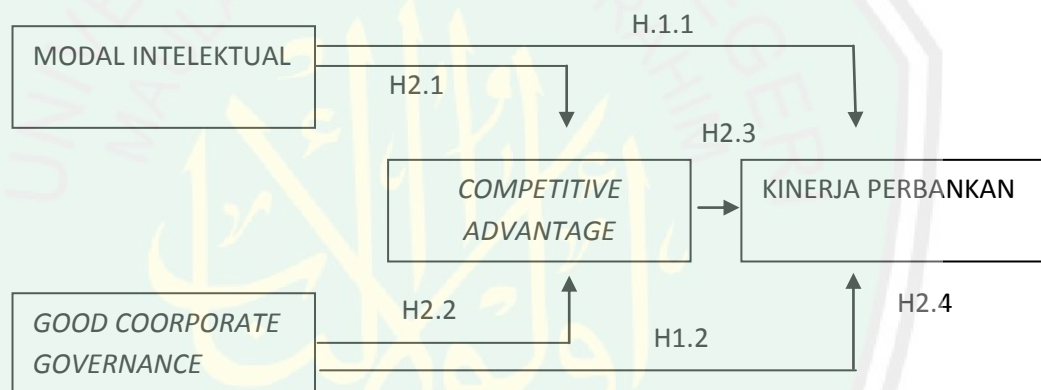 H.1.1
MODAL INTELEKTUAL
H2.1
H2.3
COMPETITIVE
ADVANTAGE
KINERJA PERBANKAN
H2.2
H2.4
GOOD COORPORATE
GOVERNANCE
H1.2